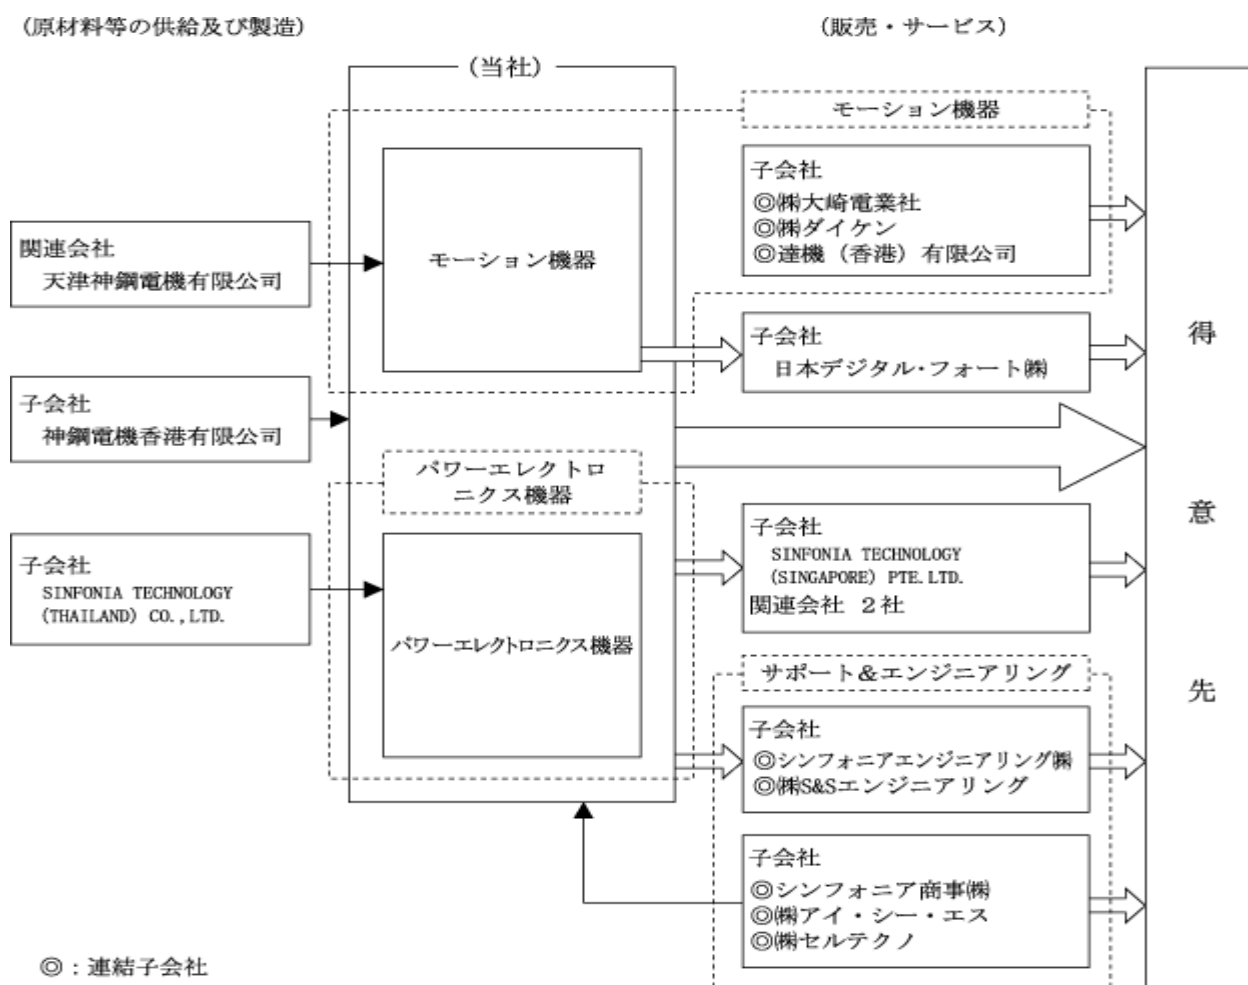 (原材料等の供給及び製造)
(販売・サービス)
(当社)
モーション機器
関連会社
天津神鋼電機有限公司
モーション機器
子会社
◎㈱大崎電業社
◎㈱ダイケン
◎達機（香港）有限公司
子会社
日本デジタル・フォート㈱
子会社
神鋼電機香港有限公司
パワーエレクトロ
ニクス機器
子会社
SINFONIA TECHNOLOGY
(THAILAND) CO.,LTD.
パワーエレクトロニクス機器
子会社
SINFONIA TECHNOLOGY
(SINGAPORE) PTE.LTD.
関連会社 ２社
サポート＆エンジニアリング
子会社
◎シンフォニアエンジニアリング㈱
◎㈱S&Sエンジニアリング
子会社
◎シンフォニア商事㈱
◎㈱アイ・シー・エス
◎㈱セルテクノ
得意先
◎：連結子会社